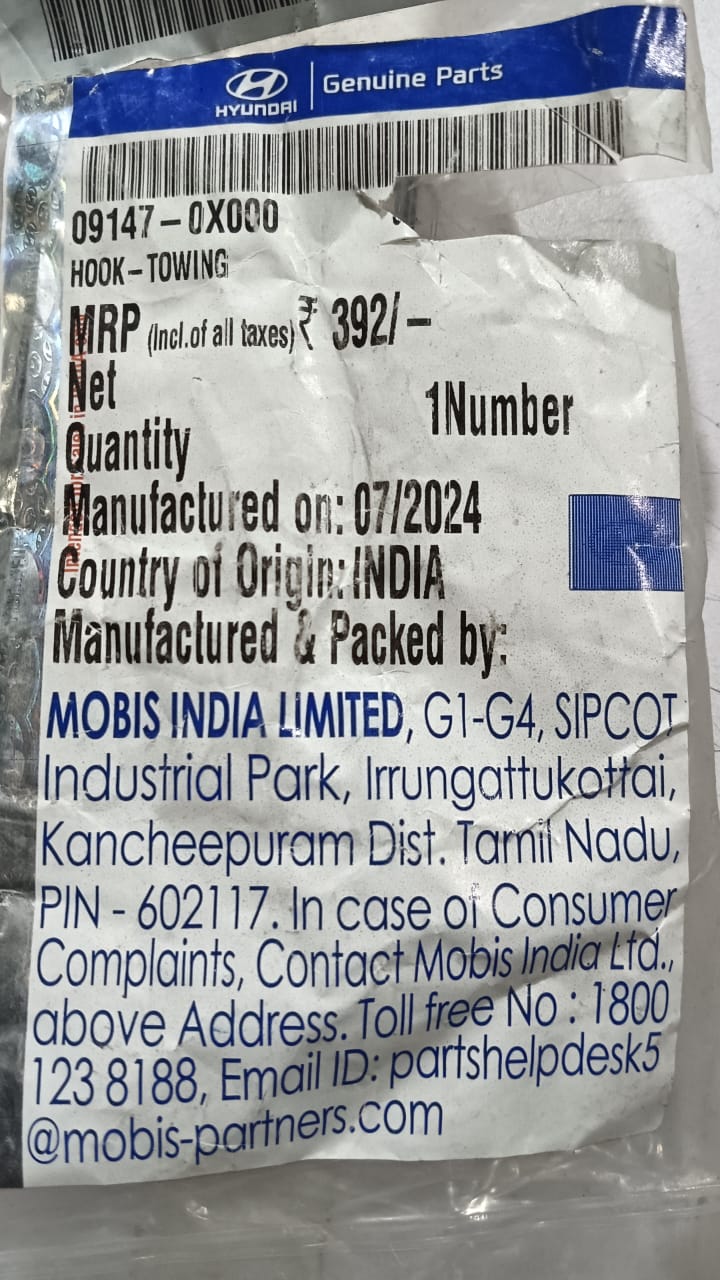 HYUNDAI Genuine Parts
09147-0X000
HOOK-TOWING
MRP (Incl.of all taxes) ₹ 392/-
Net
Quantity 1Number
Manufactured on: 07/2024
Country of Origin: INDIA
Manufactured & Packed by:
MOBIS INDIA LIMITED, G1-G4, SIPCOT
Industrial Park, Irrungattukottai,
Kancheepuram Dist. Tamil Nadu,
PIN - 602117. In case of Consumer
Complaints, Contact Mobis India Ltd.,
above Address. Toll free No : 1800
123 8188, Email ID: partshelpdesk5
@mobis-partners.com